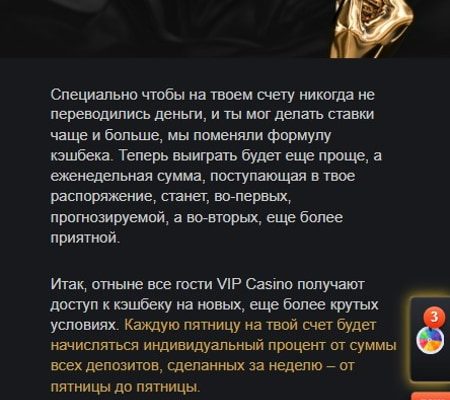 Специально чтобы на твоем счету никогда не
переводились деньги, и ты мог делать ставки
чаще и больше, мы поменяли формулу
кэшбека. Теперь выиграть будет еще проще, а
еженедельная сумма, поступающая в твое
распоряжение, станет, во-первых,
прогнозируемой, а во-вторых, еще более
приятной.
Итак, отныне все гости VIP Casino получают
доступ к кэшбеку на новых, еще более крутых
условиях. Каждую пятницу на твой счет будет
начисляться индивидуальный процент от суммы
всех депозитов, сделанных за неделю – от
пятницы до пятницы.
3